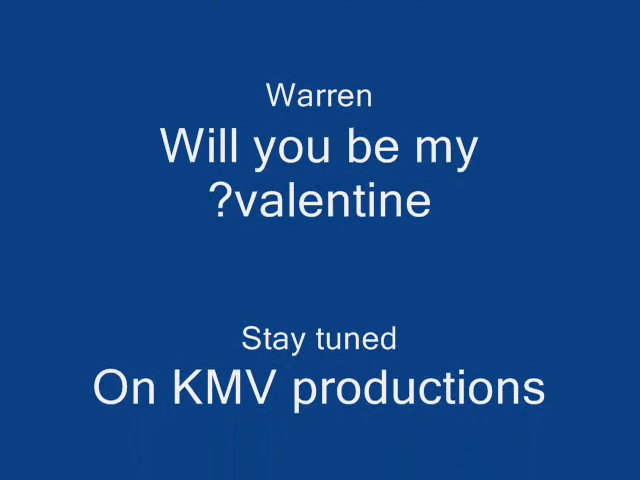 Warren
Will you be my
?valentine
Stay tuned
On KMV productions